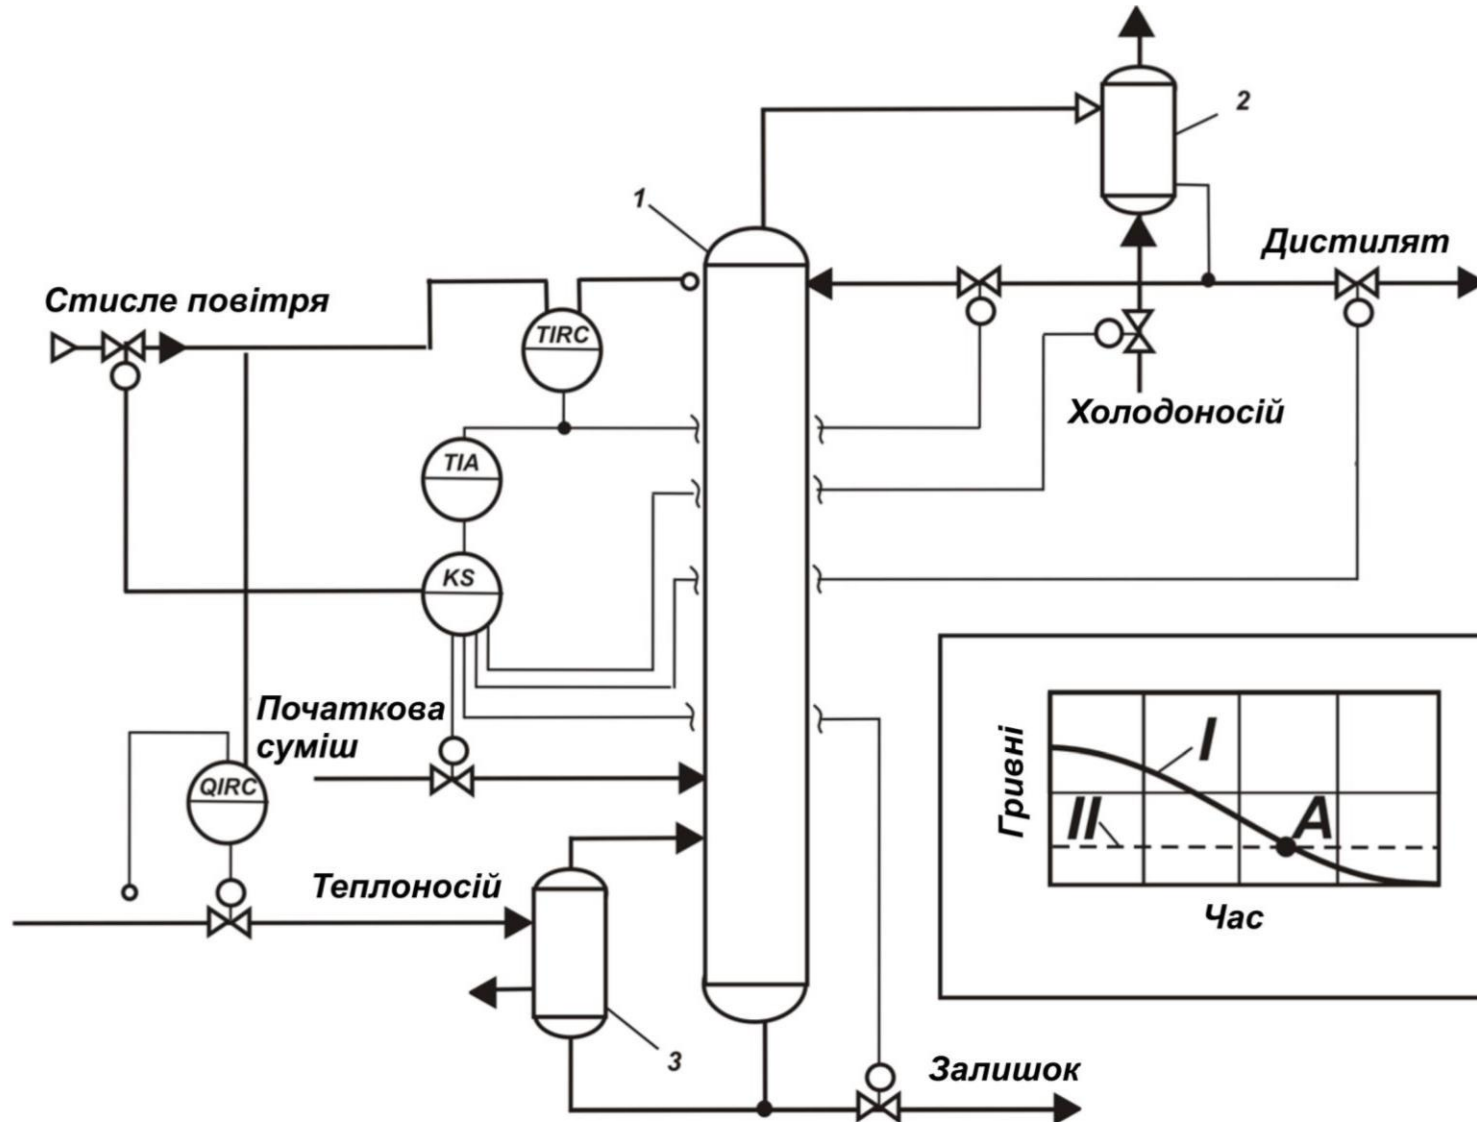 2
1
Дистилят
Стисле повітря
TIRC
Холодоносій
TIA
KS
Початкова
суміш
QIRC
Теплоносій
3
Залишок
Гривні
I
II
A
Час